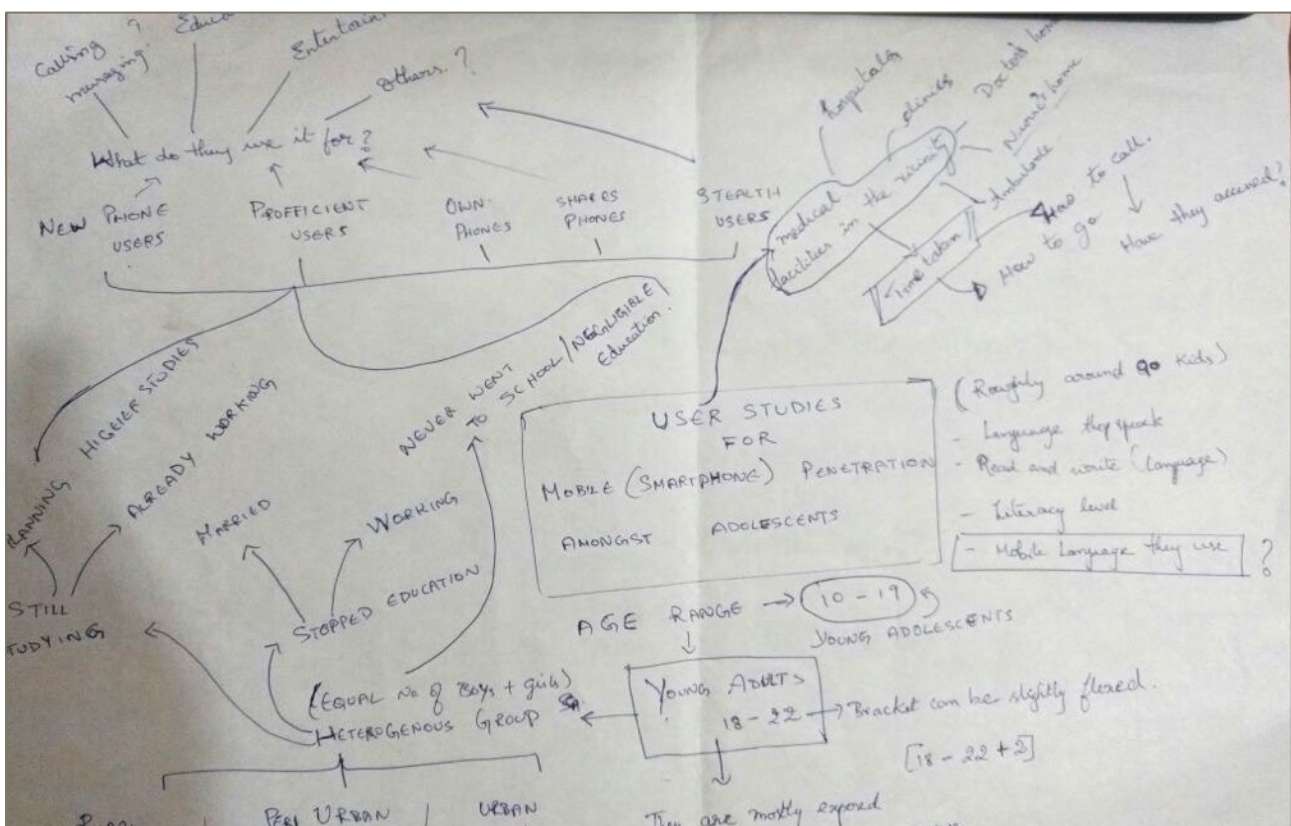 Calling ?
messaging.
Educa
Entertain
Others. ?
What do they use it for?
NEW PHONE
USERS
PROFFICIENT
USERS
OWN
PHONES
SHARES
PHONES
STEALTH
USERS
hospitals
clinics
Doctor's home
Nurse's home
Ambulance
medical
facilities in the vicinity
Time taken
How to call.
How to go
Have they accessed?
PLANNING HIGHER STUDIES
ALREADY WORKING
MARRIED
WORKING
NEVER WENT
TO SCHOOL/NEGLIGIBLE
Education.
STILL
STUDYING
STOPPED EDUCATION
USER STUDIES
FOR
MOBILE (SMARTPHONE) PENETRATION
AMONGST ADOLESCENTS
(Roughly around 90 kids)
- Language they speak
- Read and write (language)
- Literacy level
- Mobile Language they use ?
AGE RANGE → 10 - 19
YOUNG ADOLESCENTS
(EQUAL No of Boys + girls)
HETEROGENOUS GROUP
YOUNG ADULTS
18 - 22 → Bracket can be slightly flexed.
[18 - 22 + 2]
PERI URBAN
URBAN
They are mostly exposed